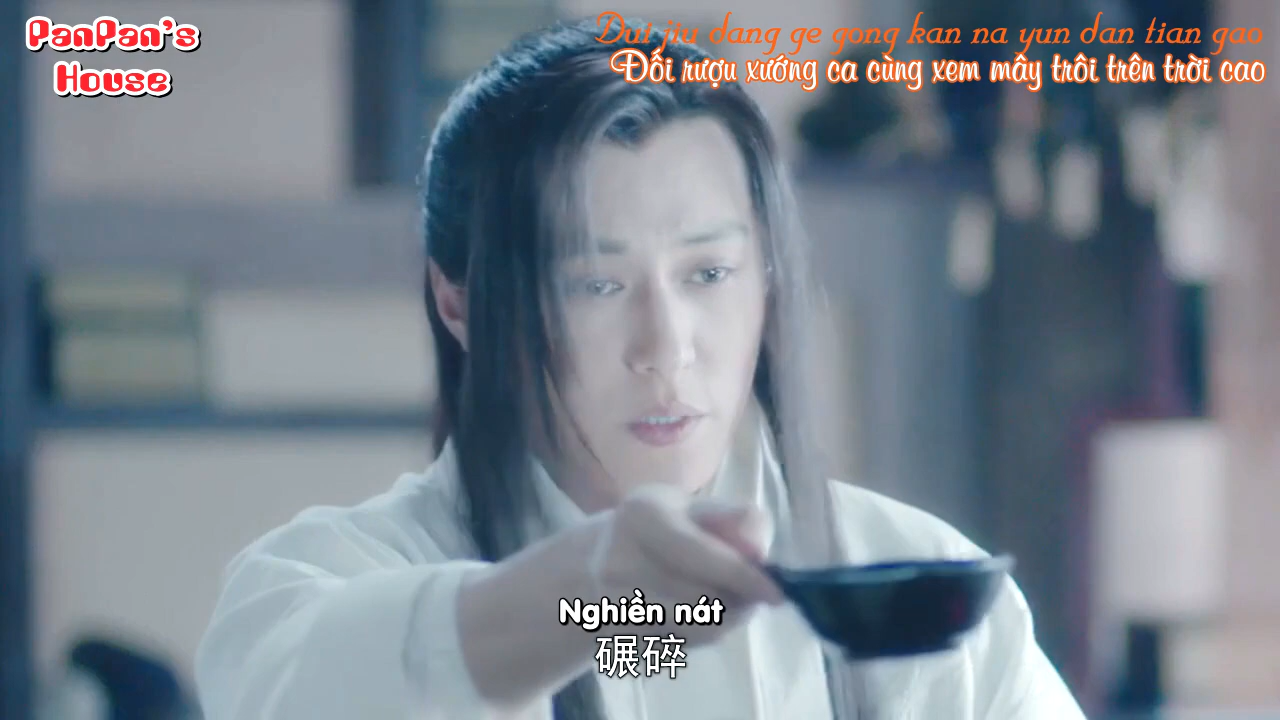 PanPan's
House
Dui jiu dang ge gong kan na yun dan tian gao
Đối rượu xướng ca cùng xem mây trôi trên trời cao
Nghiền nát
碾碎